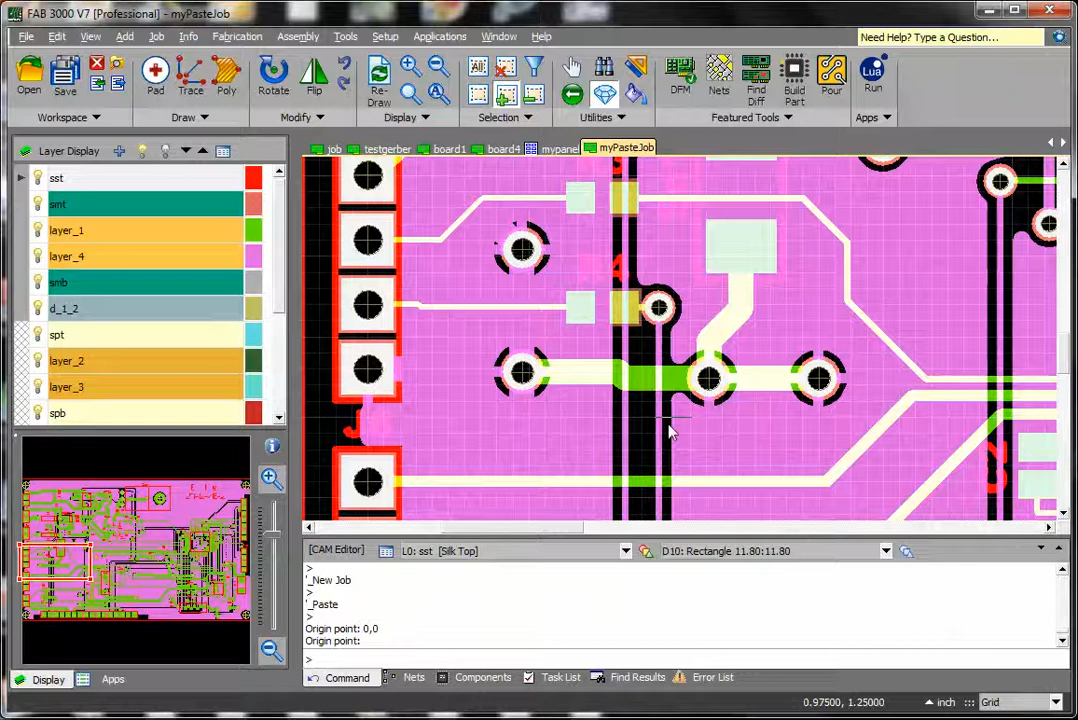 FAB 3000 V7 [Professional] - myPasteJob
File Edit View Add Job Info Fabrication Assembly Tools Setup Applications Window Help
Need Help? Type a Question...
Open Save Pad Trace Poly Rotate Flip Re-Draw All DFM Nets Find Diff Build Part Pour Lua Run
Workspace Draw Modify Display Selection Utilities Featured Tools Apps
Layer Display
job testgerber board1 board4 mypanel myPasteJob
sst
smt
layer_1
layer_4
smb
d_1_2
spt
layer_2
layer_3
spb
[CAM Editor] L0: sst [Silk Top] D10: Rectangle 11.80:11.80
>
'_New Job
>
'_Paste
>
Origin point: 0,0
Origin point:
>
Display Apps
Command Nets Components Task List Find Results Error List
0.97500, 1.25000 inch Grid